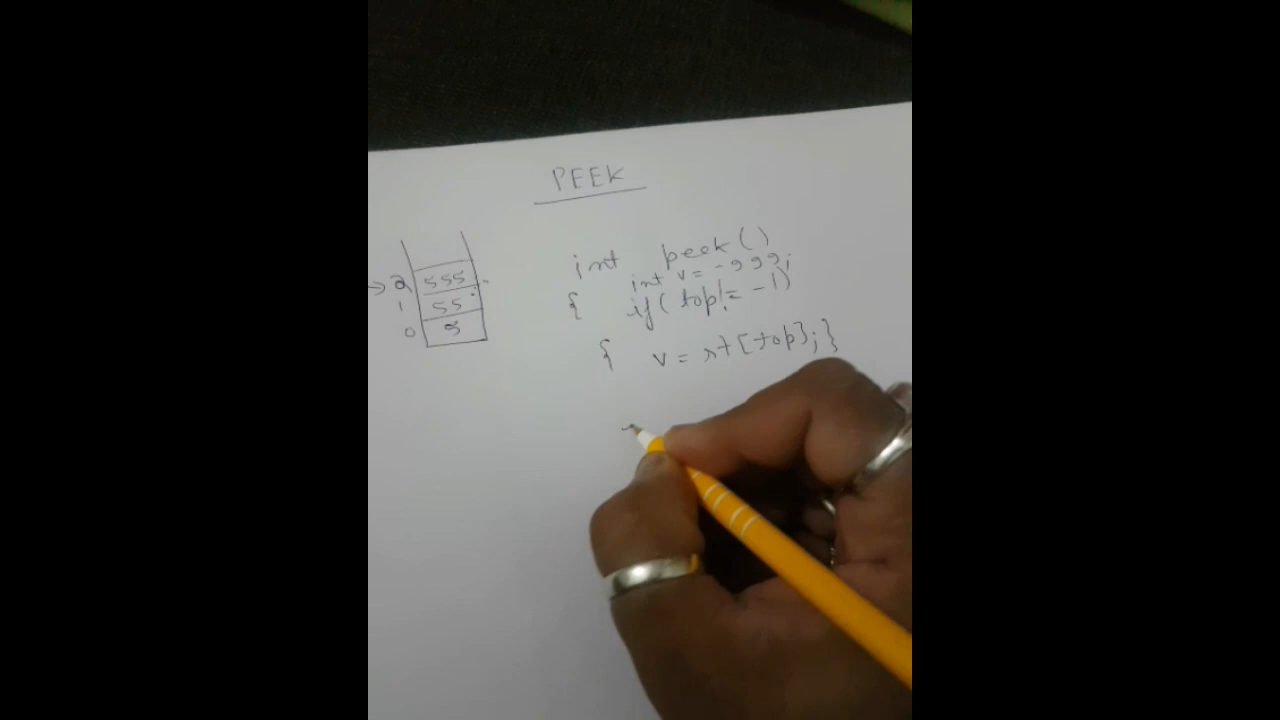 PEEK
int peek()
int v = -999;
{ if( top != -1)
{ v = st[top]; }
→ 2 555
1 55
0 5